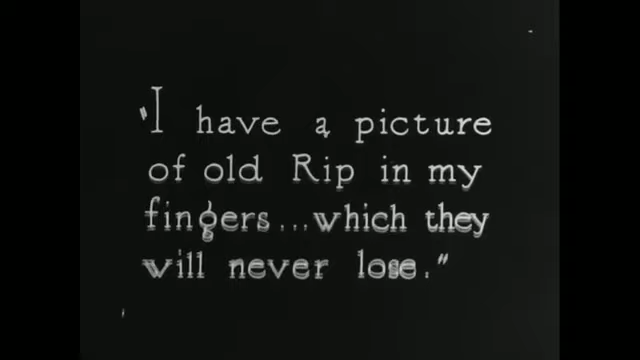 "I have a picture
of old Rip in my
fingers...which they
will never lose."